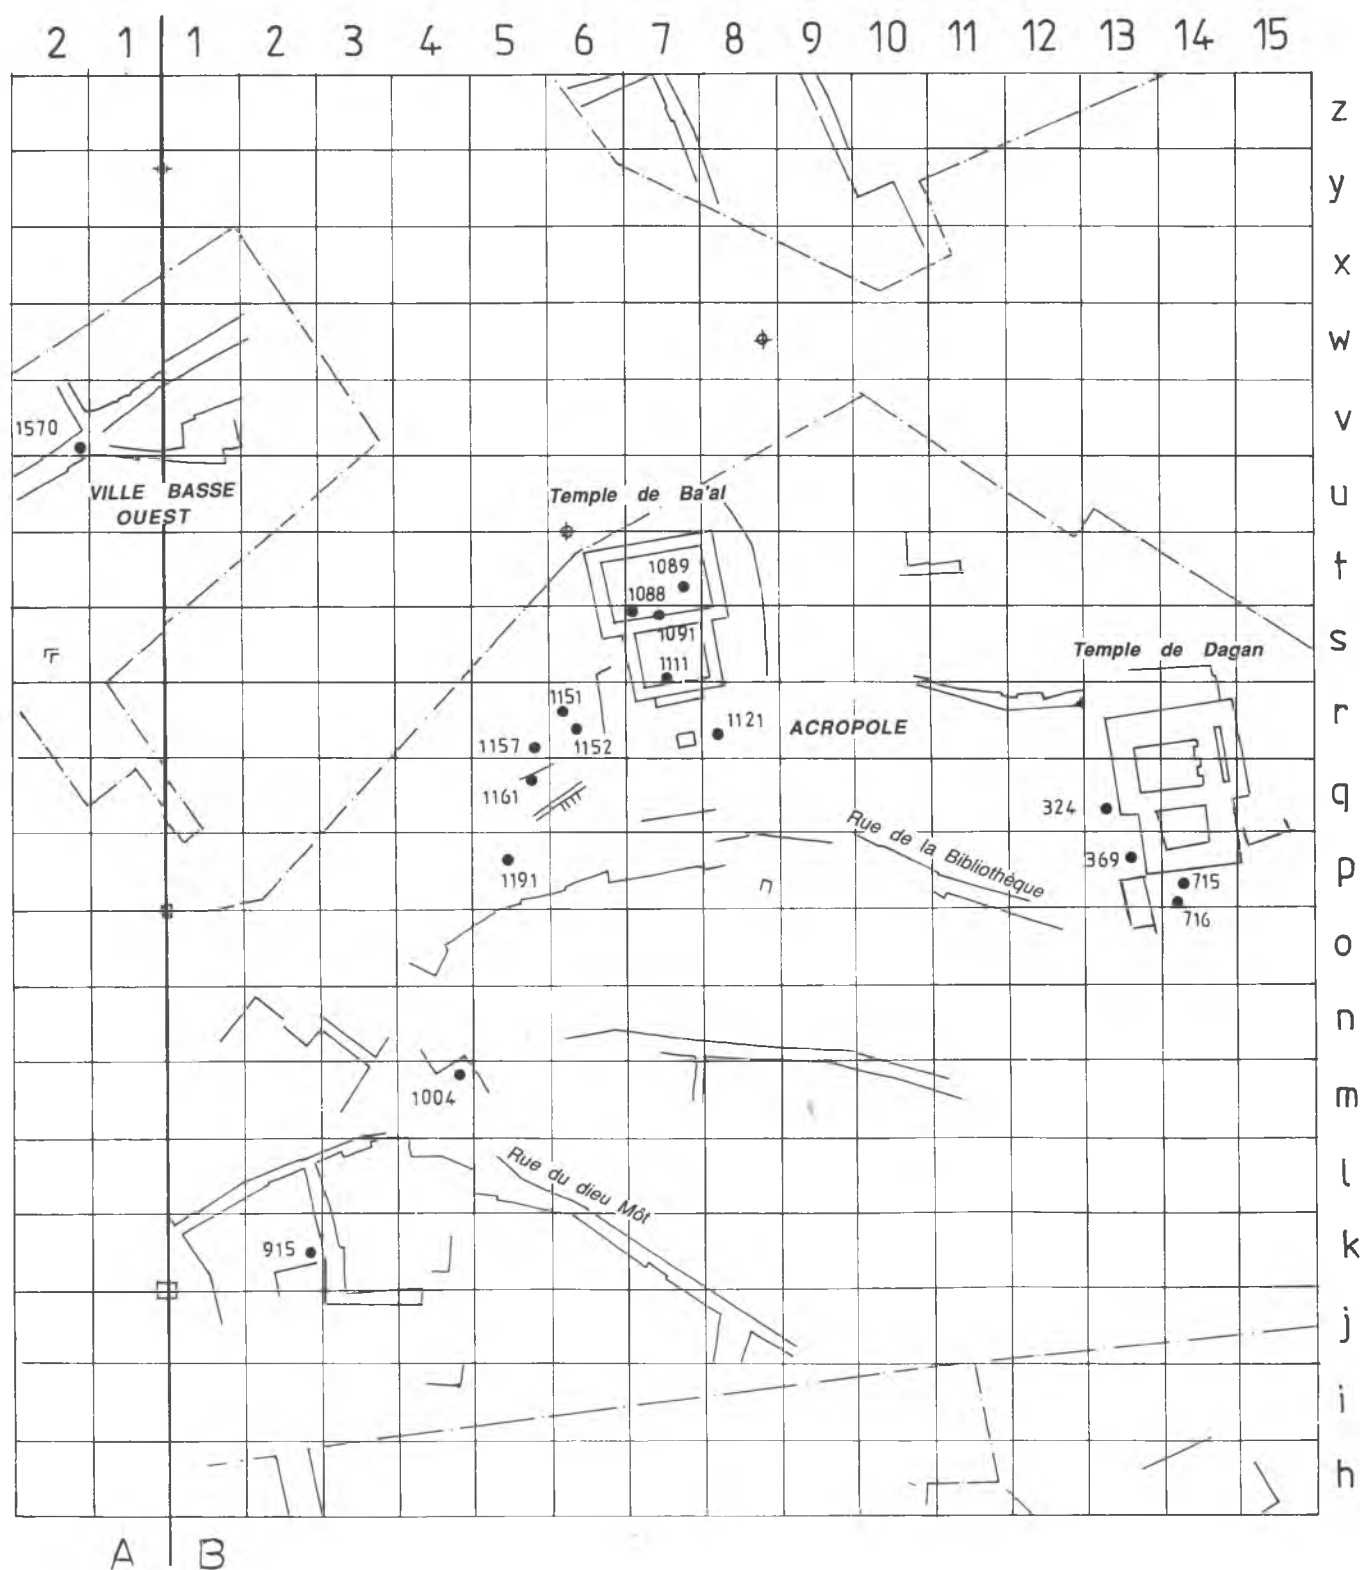 2 1 1 2 3 4 5 6 7 8 9 10 11 12 13 14 15
z
y
x
w
v
1570
VILLE BASSE
OUEST
u
Temple de Ba'al
t
1089
1088
1091
s
1111
Temple de Dagan
r
1151
1152
1157
1121
ACROPOLE
q
1161
324
Rue de la Bibliothèque
p
1191
369
715
716
o
n
m
1004
l
Rue du dieu Môt
k
915
j
i
h
A B